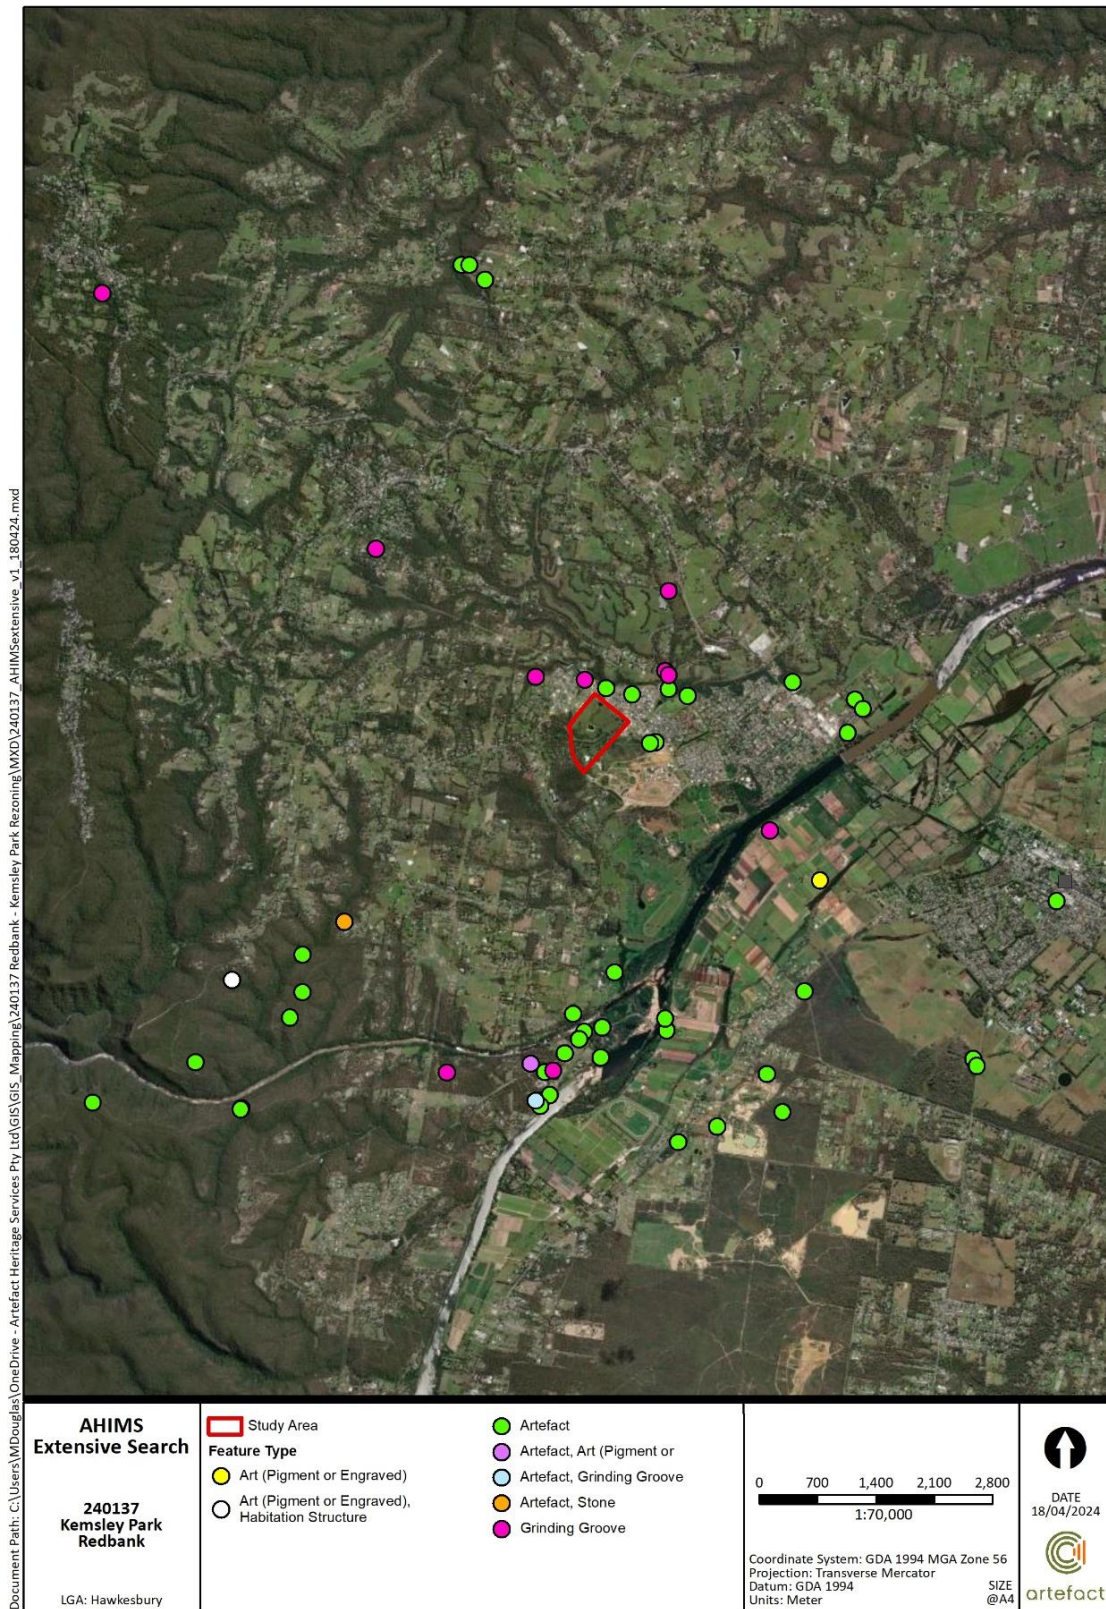 Document Path: C:\Users\MDouglas\OneDrive - Artefact Heritage Services Pty Ltd\GIS\GIS_Mapping\240137 Redbank - Kemsley Park Rezoning\MXD\240137_AHIMSextensive_v1_180424.mxd
AHIMS
Extensive Search
240137
Kemsley Park
Redbank
LGA: Hawkesbury
Study Area
Feature Type
Art (Pigment or Engraved)
Art (Pigment or Engraved),
Habitation Structure
Artefact
Artefact, Art (Pigment or
Artefact, Grinding Groove
Artefact, Stone
Grinding Groove
0 700 1,400 2,100 2,800
1:70,000
Coordinate System: GDA 1994 MGA Zone 56
Projection: Transverse Mercator
Datum: GDA 1994
Units: Meter
DATE
18/04/2024
artefact
SIZE
@A4